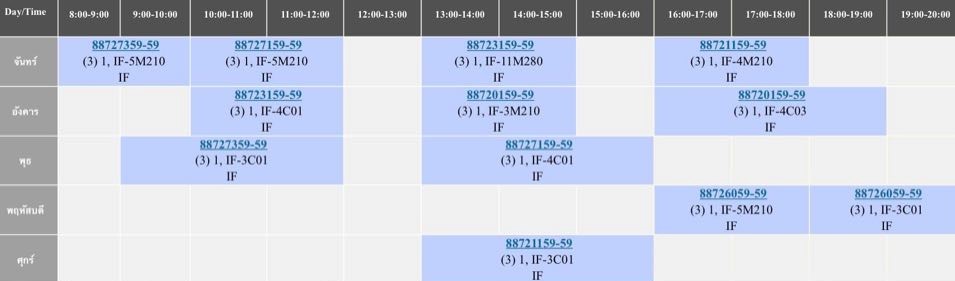 Day/Time 8:00-9:00 9:00-10:00 10:00-11:00 11:00-12:00 12:00-13:00 13:00-14:00 14:00-15:00 15:00-16:00 16:00-17:00 17:00-18:00 18:00-19:00 19:00-20:00
จันทร์
88727359-59
(3) 1, IF-5M210
IF
88727159-59
(3) 1, IF-5M210
IF
88723159-59
(3) 1, IF-11M280
IF
88721159-59
(3) 1, IF-4M210
IF
อังคาร
88723159-59
(3) 1, IF-4C01
IF
88720159-59
(3) 1, IF-3M210
IF
88720159-59
(3) 1, IF-4C03
IF
พุธ
88727359-59
(3) 1, IF-3C01
IF
88727159-59
(3) 1, IF-4C01
IF
พฤหัสบดี
88726059-59
(3) 1, IF-5M210
IF
88726059-59
(3) 1, IF-3C01
IF
ศุกร์
88721159-59
(3) 1, IF-3C01
IF